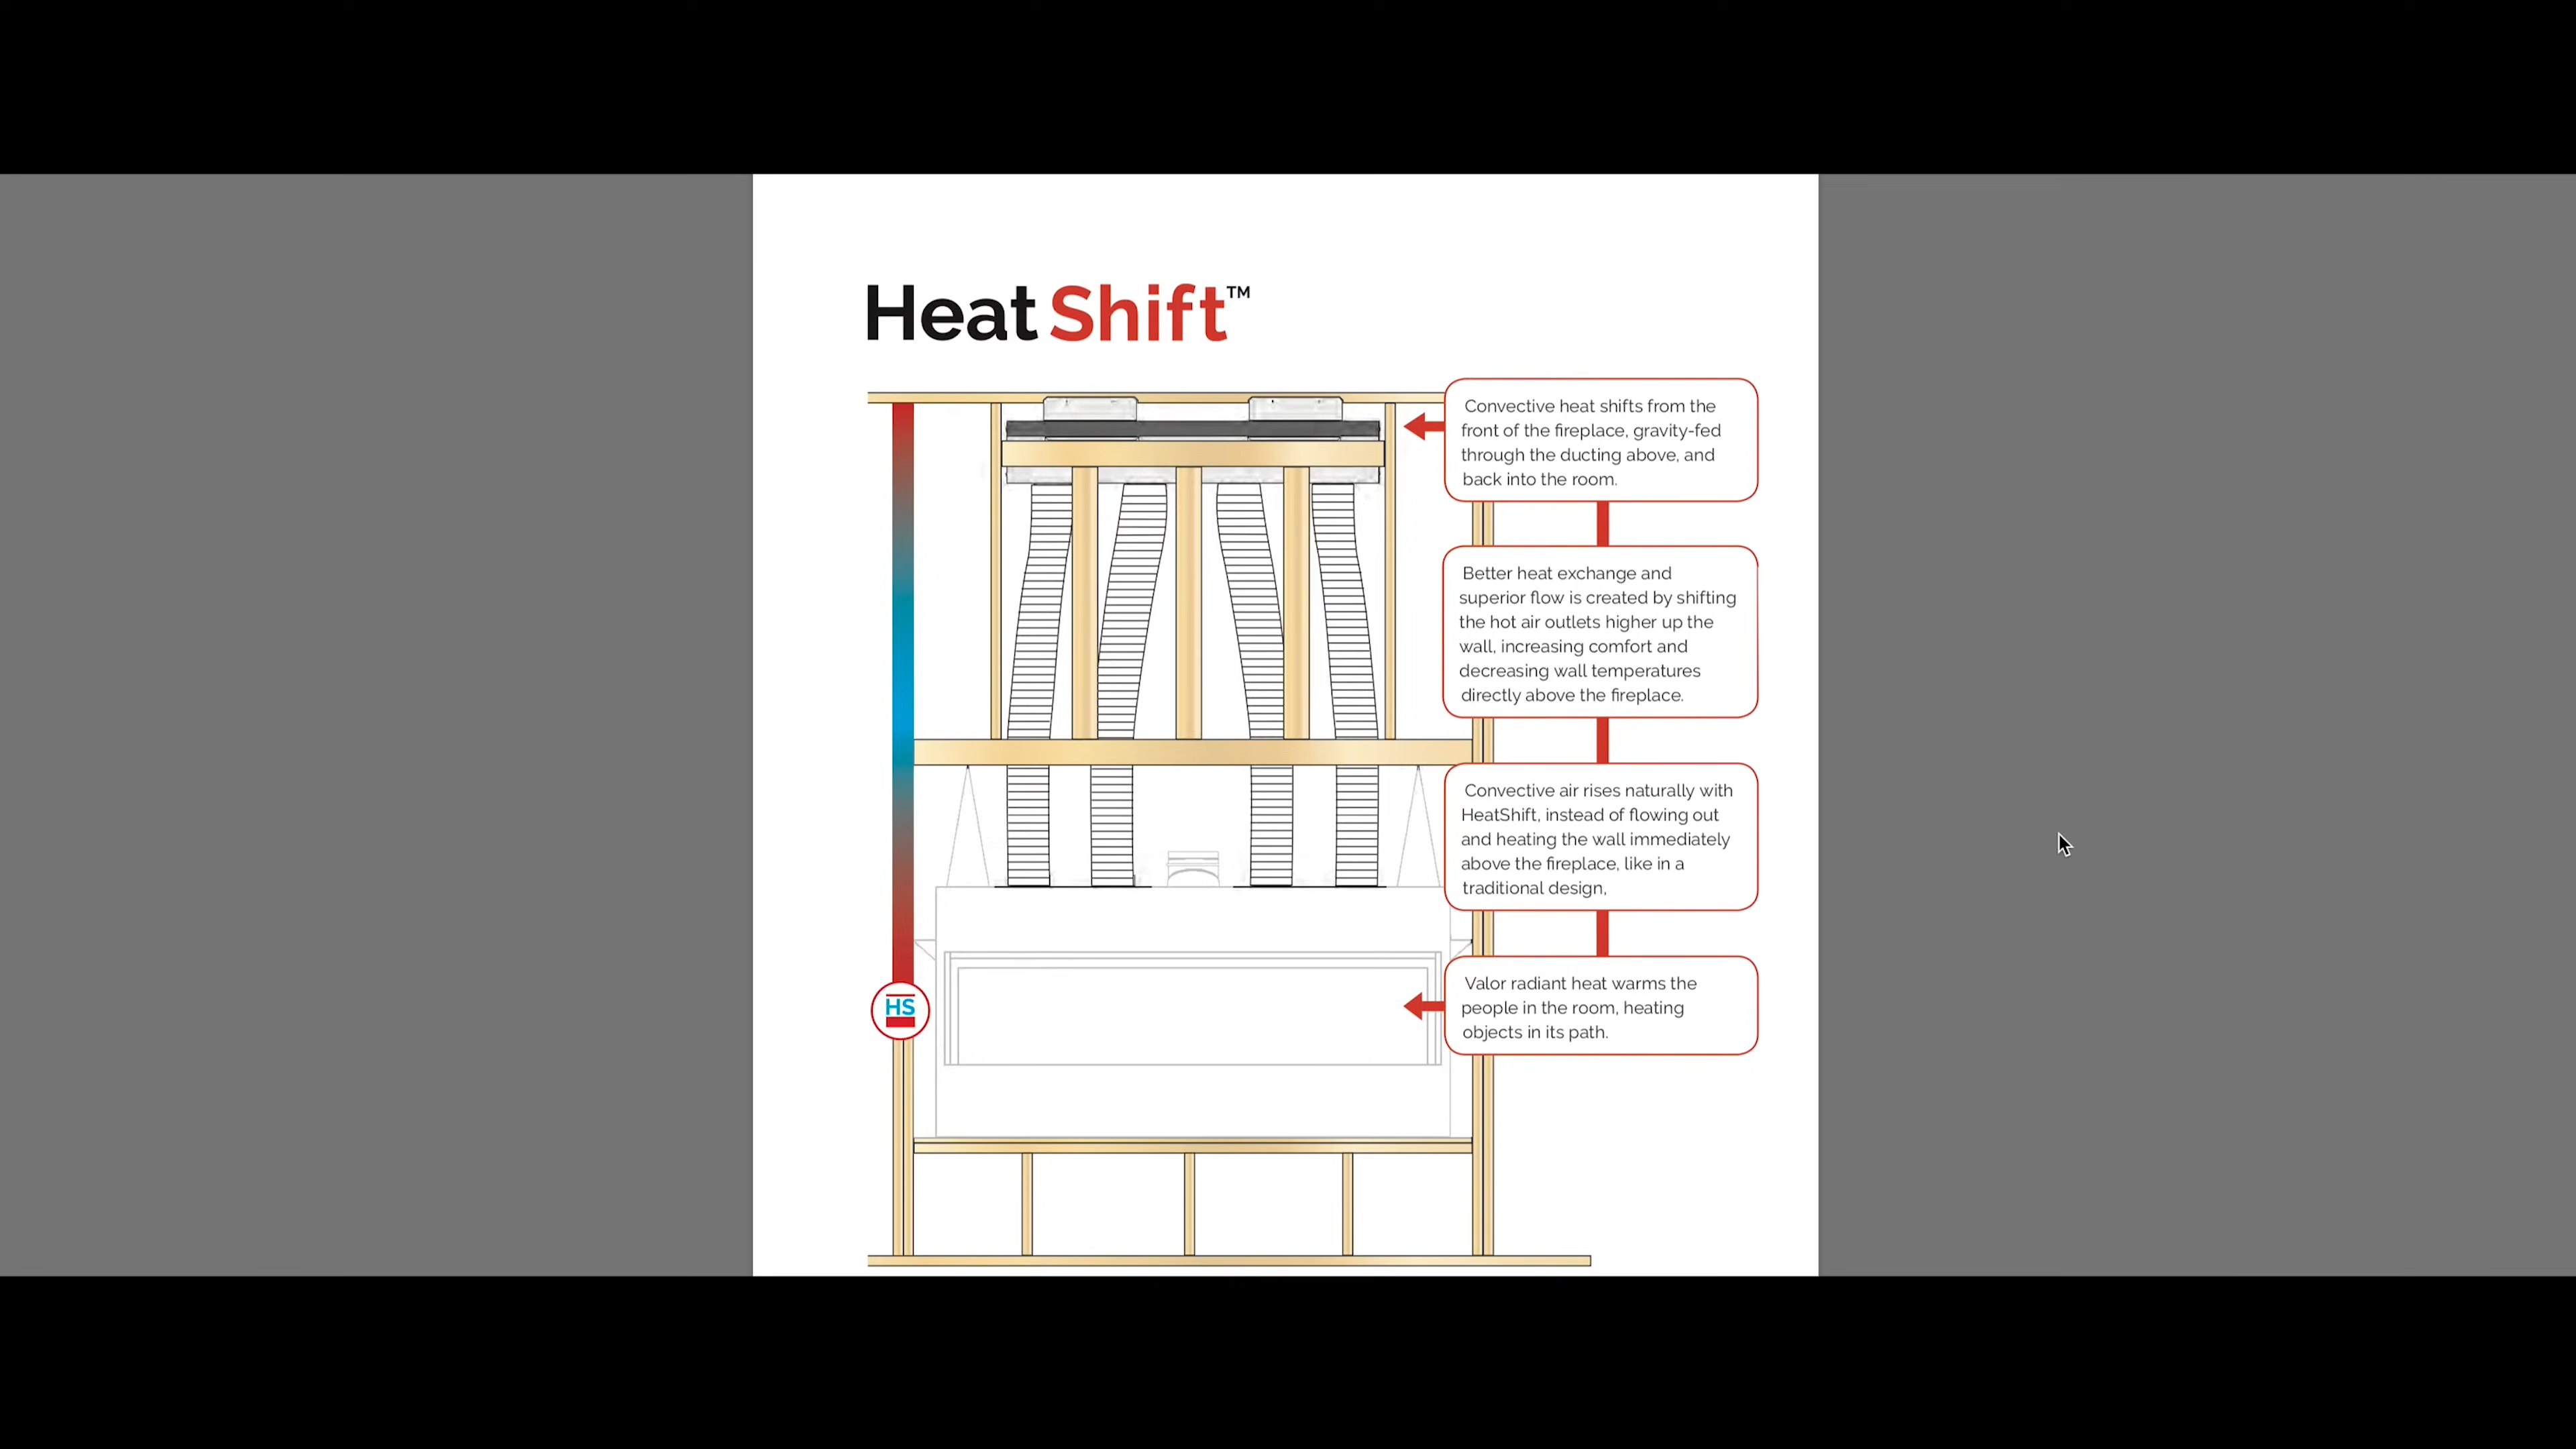 Heat Shift™
Convective heat shifts from the
front of the fireplace, gravity-fed
through the ducting above, and
back into the room.
Better heat exchange and
superior flow is created by shifting
the hot air outlets higher up the
wall, increasing comfort and
decreasing wall temperatures
directly above the fireplace.
Convective air rises naturally with
HeatShift, instead of flowing out
and heating the wall immediately
above the fireplace, like in a
traditional design,
Valor radiant heat warms the
people in the room, heating
objects in its path.
HS